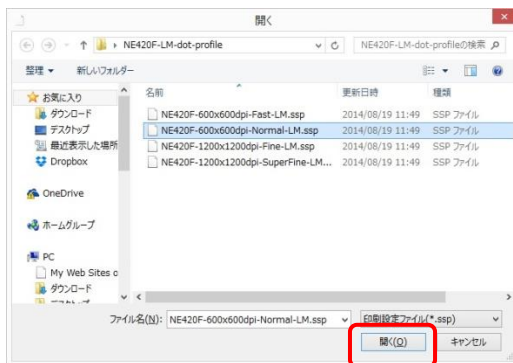 開く
NE420F-LM-dot-profile
NE420F-LM-dot-profileの検索
整理 新しいフォルダー
お気に入り
ダウンロード
デスクトップ
最近表示した場所
Dropbox
OneDrive
ホームグループ
PC
My Web Sites o
ダウンロード
名前 更新日時 種類
NE420F-600x600dpi-Fast-LM.ssp 2014/08/19 11:49 SSP ファイル
NE420F-600x600dpi-Normal-LM.ssp 2014/08/19 11:49 SSP ファイル
NE420F-1200x1200dpi-Fine-LM.ssp 2014/08/19 11:49 SSP ファイル
NE420F-1200x1200dpi-SuperFine-LM... 2014/08/19 11:49 SSP ファイル
ファイル名(N): NE420F-600x600dpi-Normal-LM.ssp 印刷設定ファイル(*.ssp)
開く(O) キャンセル